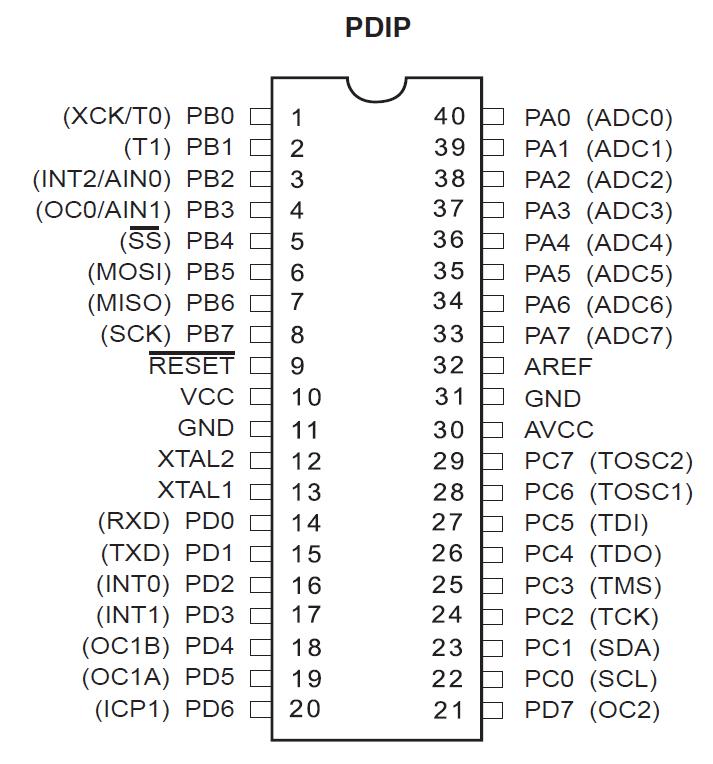 PDIP
(XCK/T0) PB0 1 40 PA0 (ADC0)
(T1) PB1 2 39 PA1 (ADC1)
(INT2/AIN0) PB2 3 38 PA2 (ADC2)
(OC0/AIN1) PB3 4 37 PA3 (ADC3)
(S̅S̅) PB4 5 36 PA4 (ADC4)
(MOSI) PB5 6 35 PA5 (ADC5)
(MISO) PB6 7 34 PA6 (ADC6)
(SCK) PB7 8 33 PA7 (ADC7)
R̅E̅S̅E̅T̅ 9 32 AREF
VCC 10 31 GND
GND 11 30 AVCC
XTAL2 12 29 PC7 (TOSC2)
XTAL1 13 28 PC6 (TOSC1)
(RXD) PD0 14 27 PC5 (TDI)
(TXD) PD1 15 26 PC4 (TDO)
(INT0) PD2 16 25 PC3 (TMS)
(INT1) PD3 17 24 PC2 (TCK)
(OC1B) PD4 18 23 PC1 (SDA)
(OC1A) PD5 19 22 PC0 (SCL)
(ICP1) PD6 20 21 PD7 (OC2)